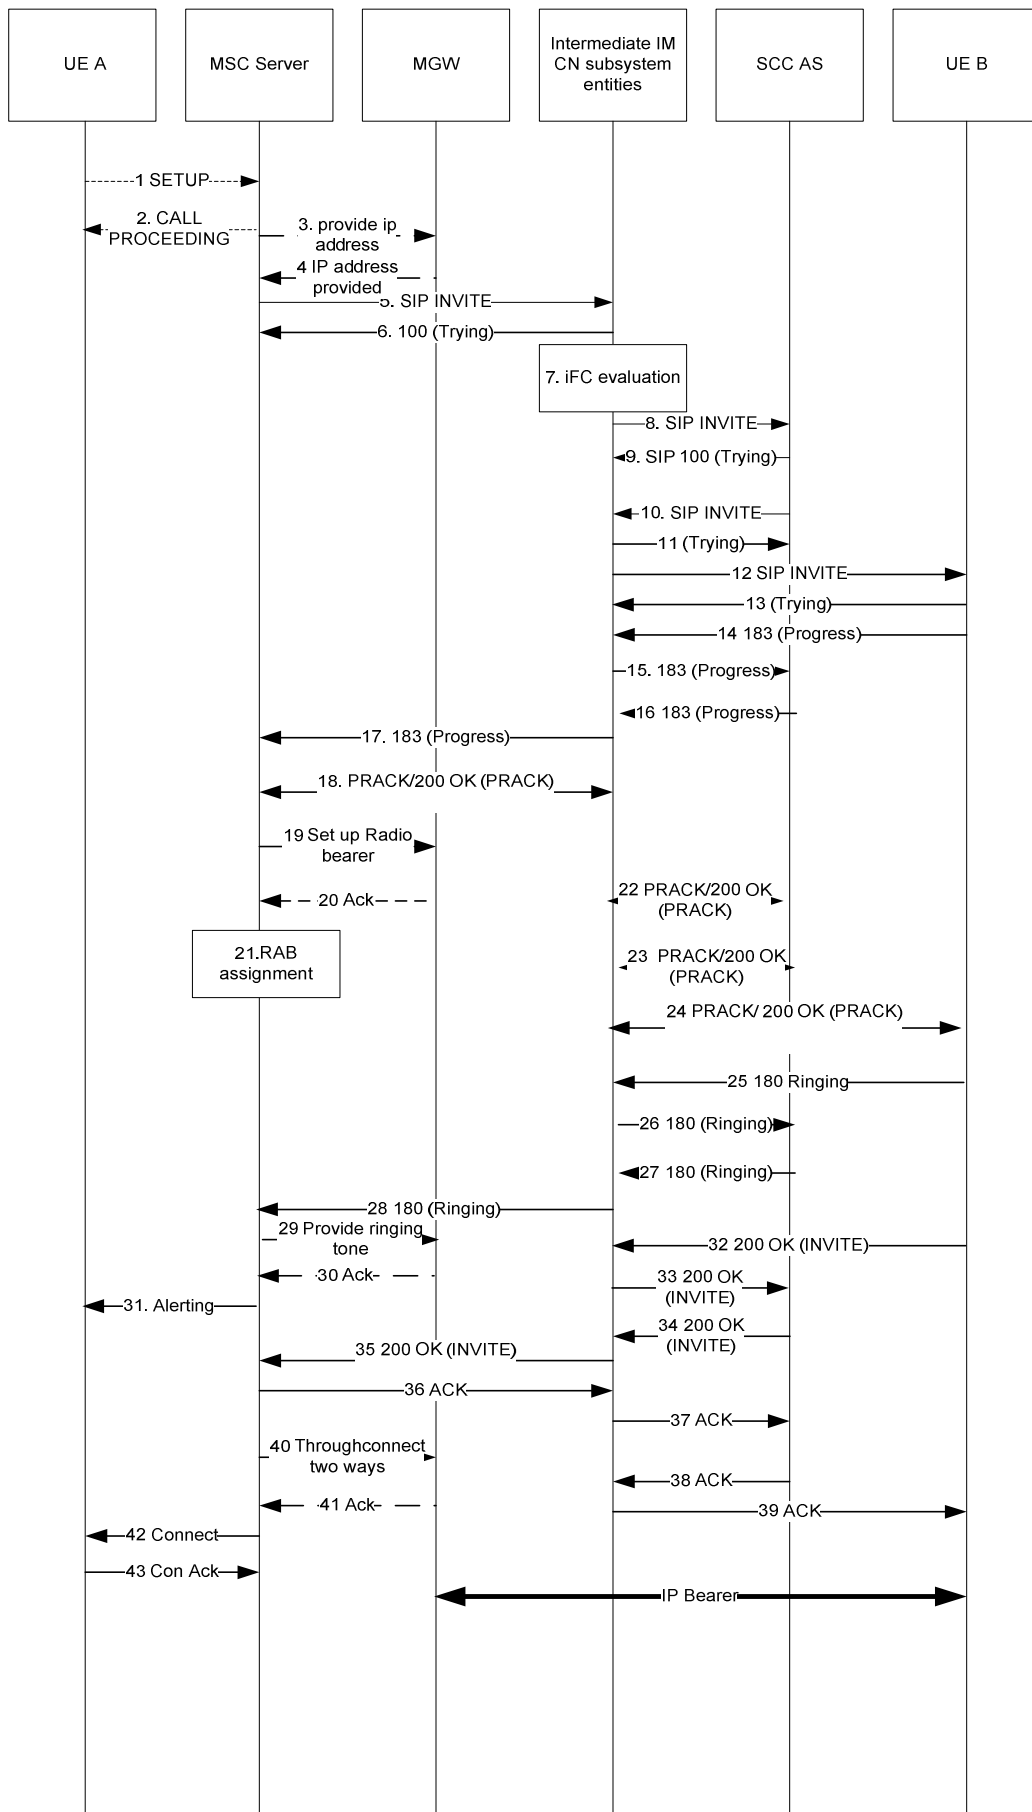 UE A
MSC Server
MGW
Intermediate IM
CN subsystem
entities
SCC AS
UE B
1 SETUP
2. CALL
PROCEEDING
3. provide ip
address
4 IP address
provided
5. SIP INVITE
6. 100 (Trying)
7. iFC evaluation
8. SIP INVITE
9. SIP 100 (Trying)
10. SIP INVITE
11 (Trying)
12 SIP INVITE
13 (Trying)
14 183 (Progress)
15. 183 (Progress)
16 183 (Progress)
17. 183 (Progress)
18. PRACK/200 OK (PRACK)
19 Set up Radio
bearer
20 Ack
22 PRACK/200 OK
(PRACK)
21.RAB
assignment
23 PRACK/200 OK
(PRACK)
24 PRACK/ 200 OK (PRACK)
25 180 Ringing
26 180 (Ringing)
27 180 (Ringing)
28 180 (Ringing)
29 Provide ringing
tone
32 200 OK (INVITE)
30 Ack
33 200 OK
(INVITE)
31. Alerting
34 200 OK
(INVITE)
35 200 OK (INVITE)
36 ACK
37 ACK
40 Throughconnect
two ways
38 ACK
41 Ack
39 ACK
42 Connect
43 Con Ack
IP Bearer